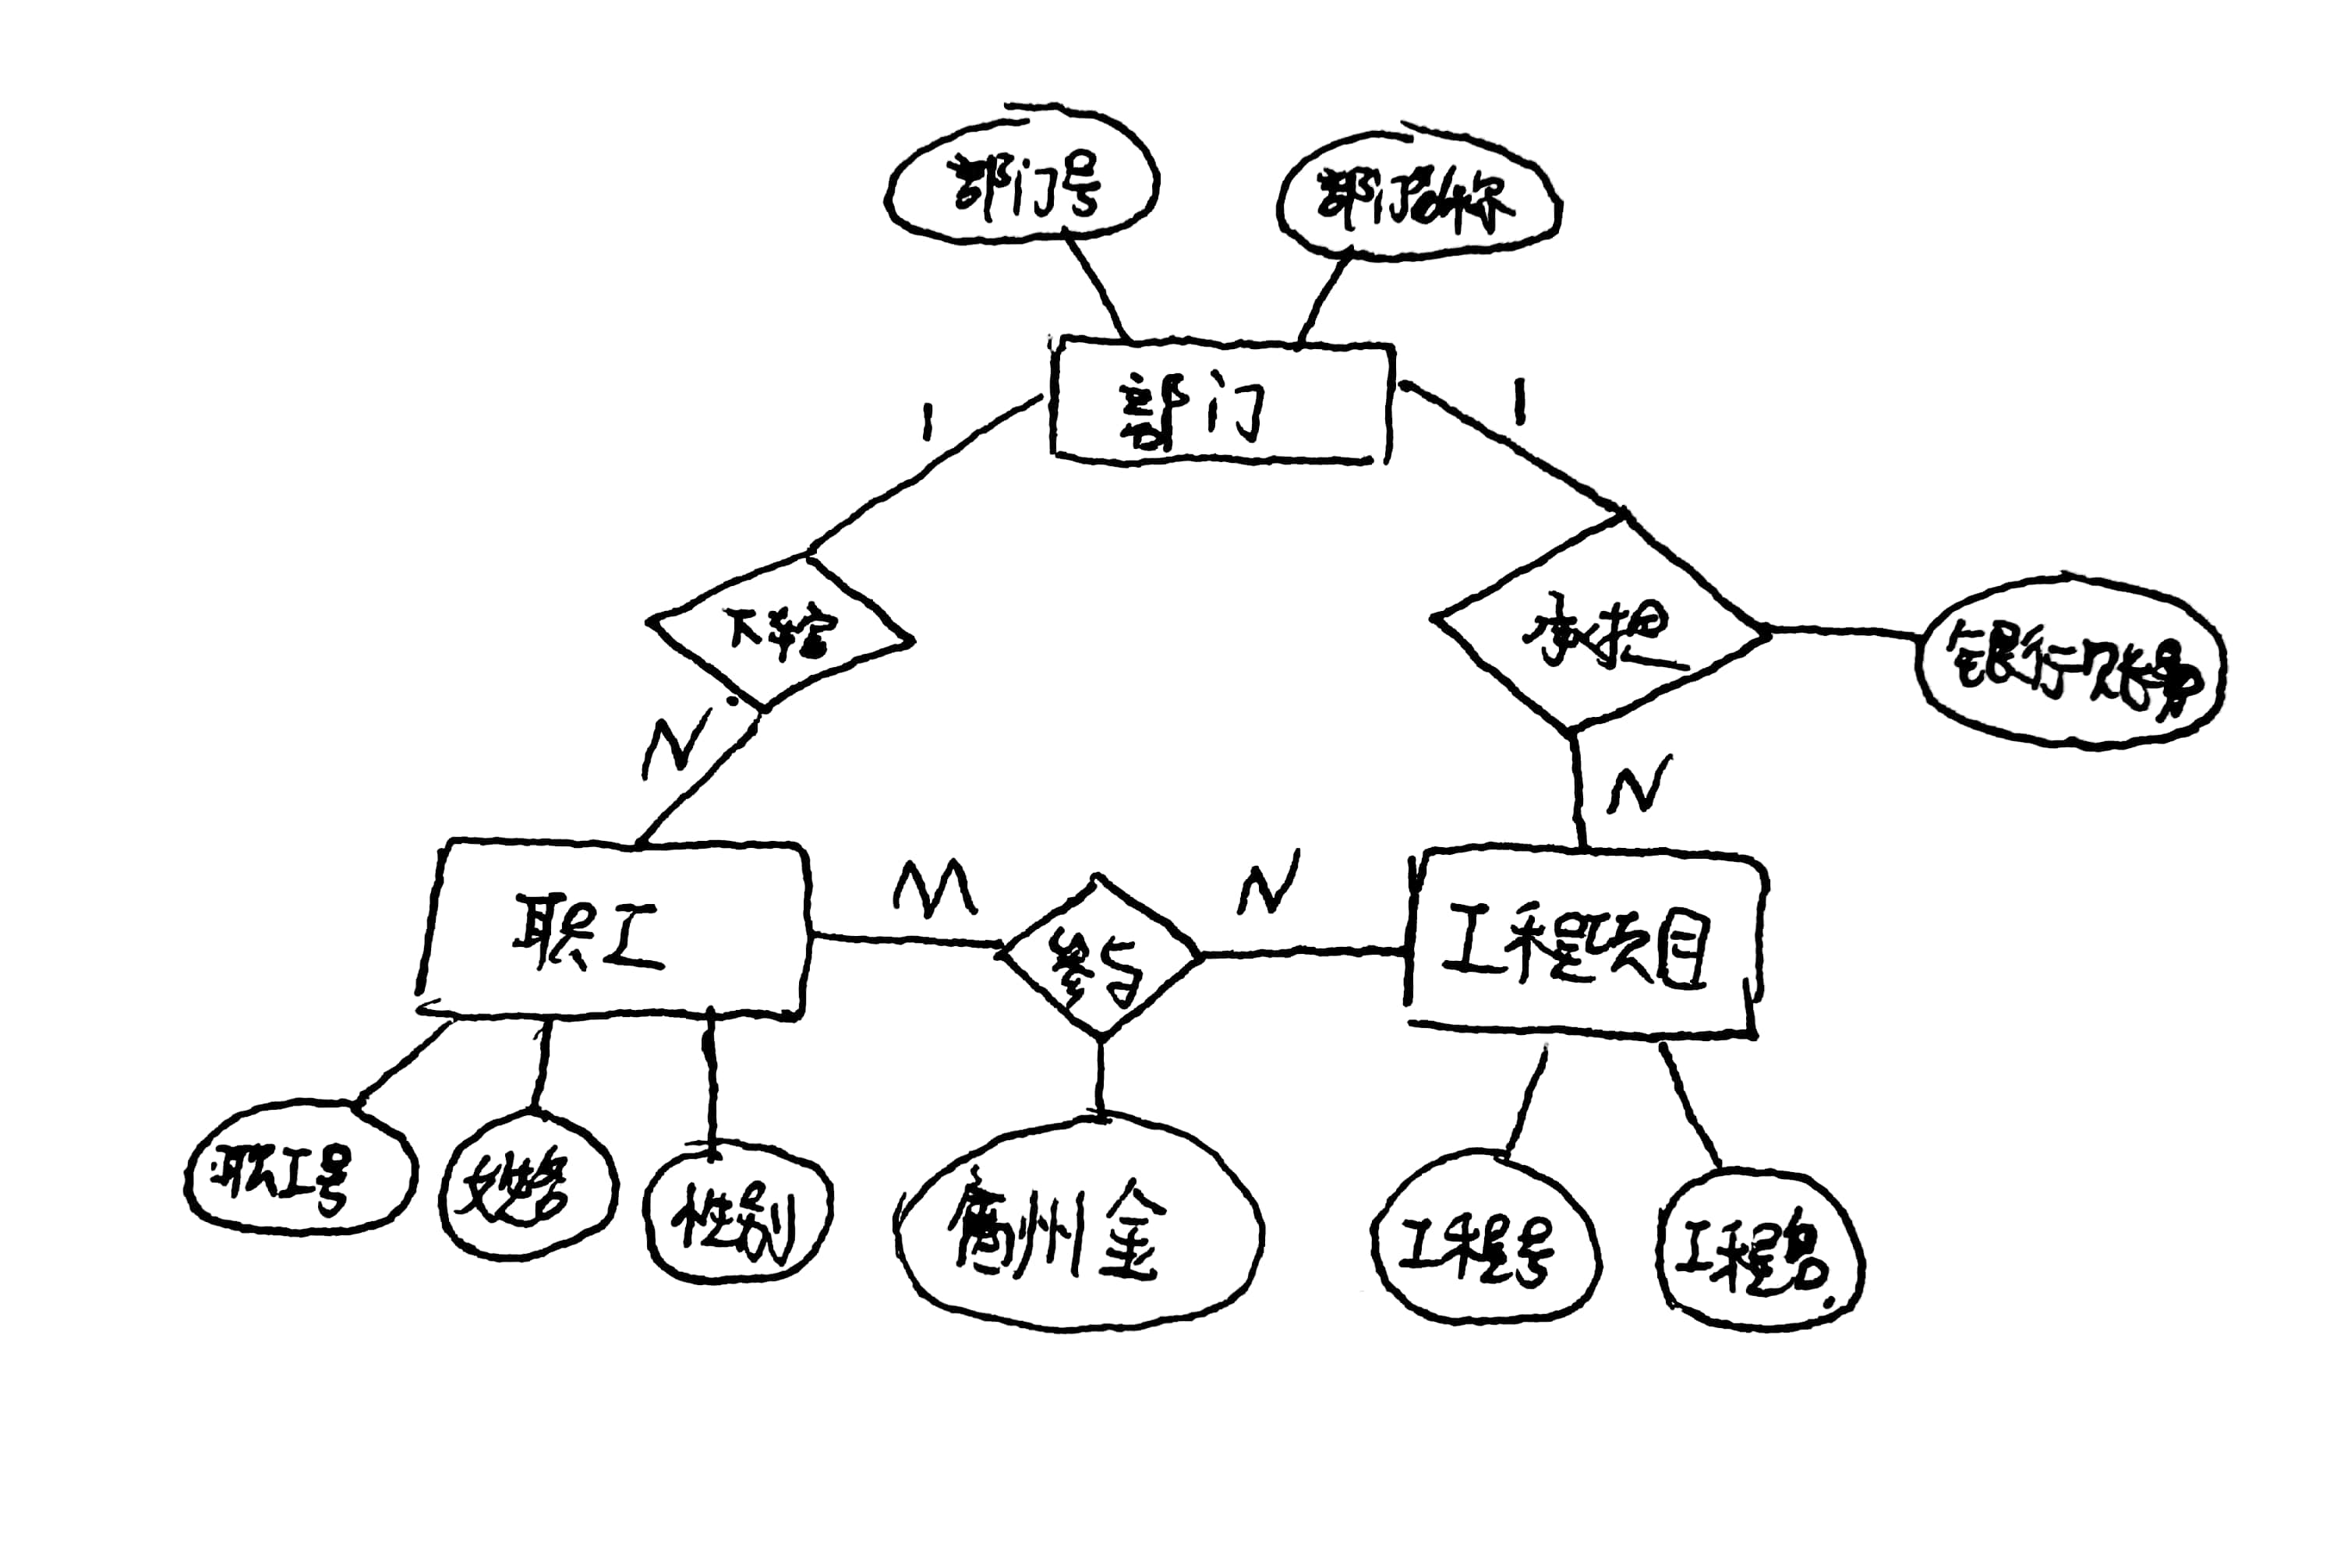 部门号
部门名称
部门
1
1
下辖
承担
银行账号
N
N
职工
M
参与
N
工程项目
职工号
姓名
性别
酬金
工程号
工程名